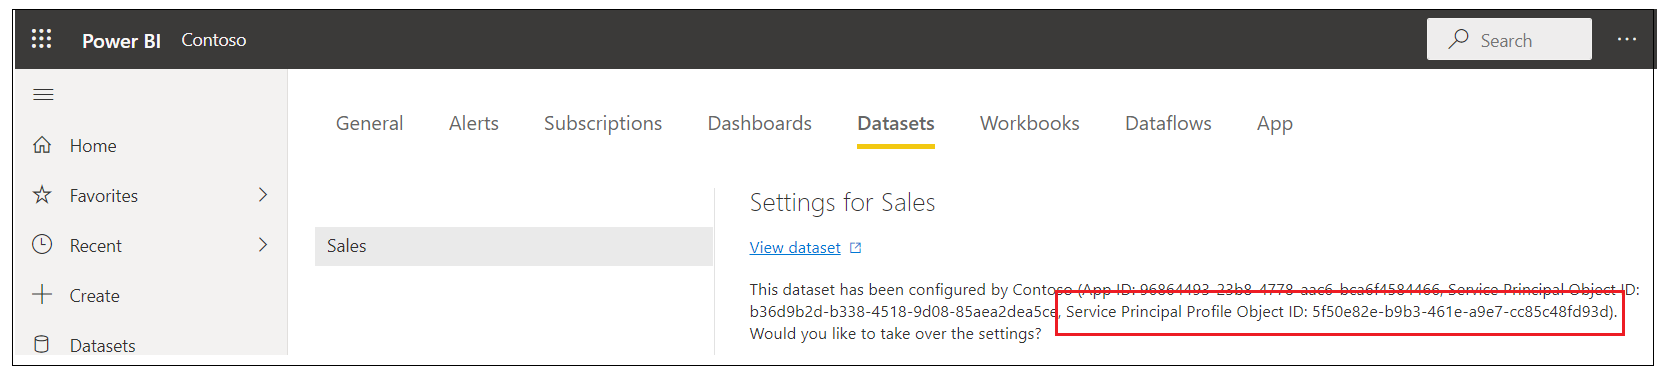 Power BI Contoso
Search
General Alerts Subscriptions Dashboards Datasets Workbooks Dataflows App
Home
Favorites
Recent
Create
Datasets
Sales
Settings for Sales
View dataset
This dataset has been configured by Contoso (App ID: 96864493-23b8-4778-aac6-bca6f4584466, Service Principal Object ID:
b36d9b2d-b338-4518-9d08-85aea2dea5ce, Service Principal Profile Object ID: 5f50e82e-b9b3-461e-a9e7-cc85c48fd93d).
Would you like to take over the settings?